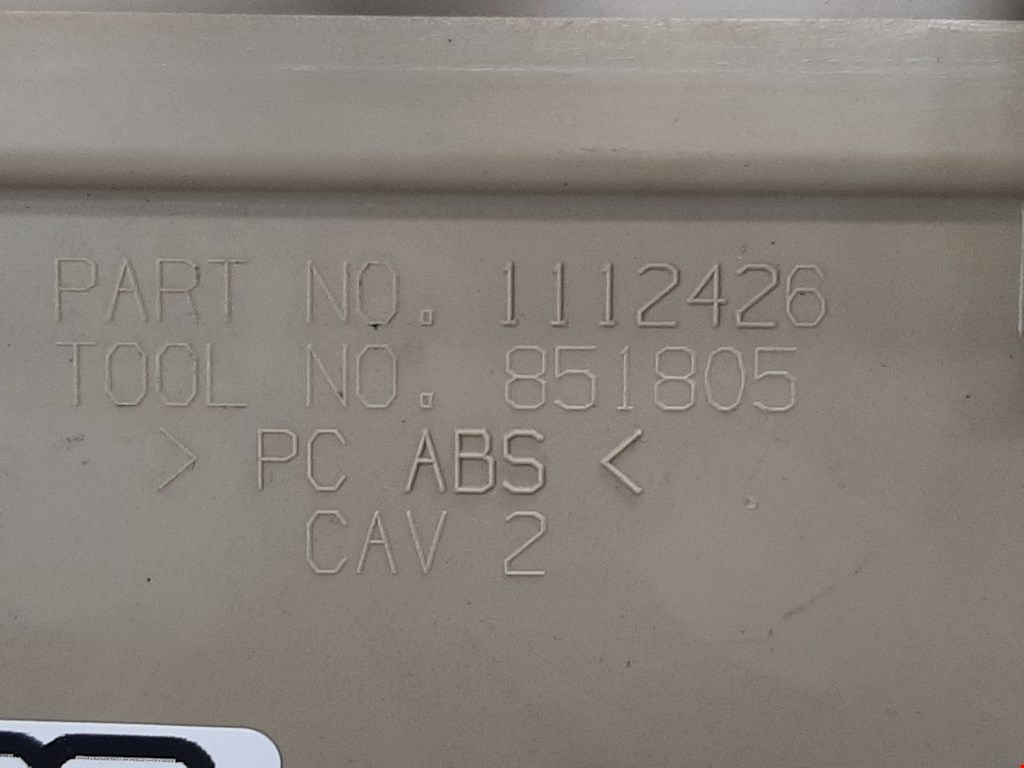 PART NO. 1112426
TOOL NO. 851805
> PC ABS <
CAV 2